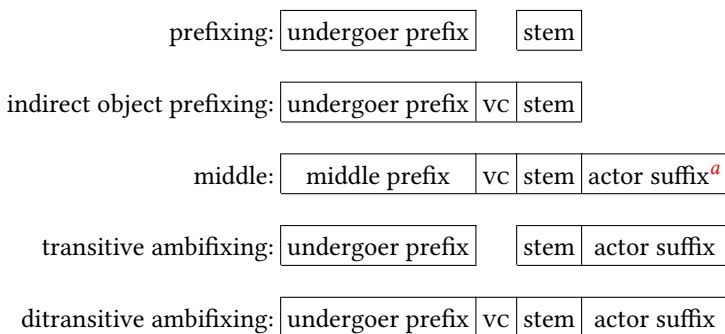 prefixing: undergoer prefix stem
indirect object prefixing: undergoer prefix VC stem
middle: middle prefix VC stem actor suffixᵃ
transitive ambifixing: undergoer prefix stem actor suffix
ditransitive ambifixing: undergoer prefix VC stem actor suffix